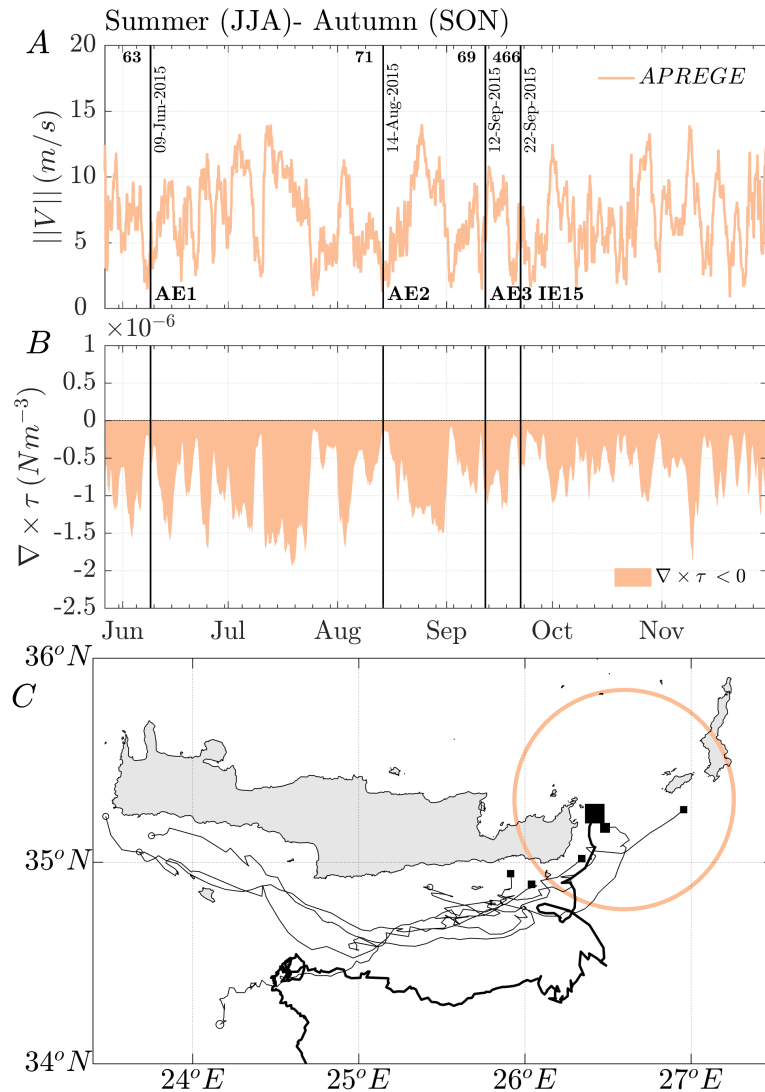 Summer (JJA)- Autumn (SON)
A
20
15
10
5
0
||V|| (m/s)
63
71
69
466
09-Jun-2015
14-Aug-2015
12-Sep-2015
22-Sep-2015
APREGE
AE1
AE2
AE3
IE15
B
×10⁻⁶
1
0.5
0
-0.5
-1
-1.5
-2
-2.5
∇ × τ (Nm⁻³)
∇ × τ < 0
Jun Jul Aug Sep Oct Nov
C
36°N
35°N
34°N
24°E 25°E 26°E 27°E